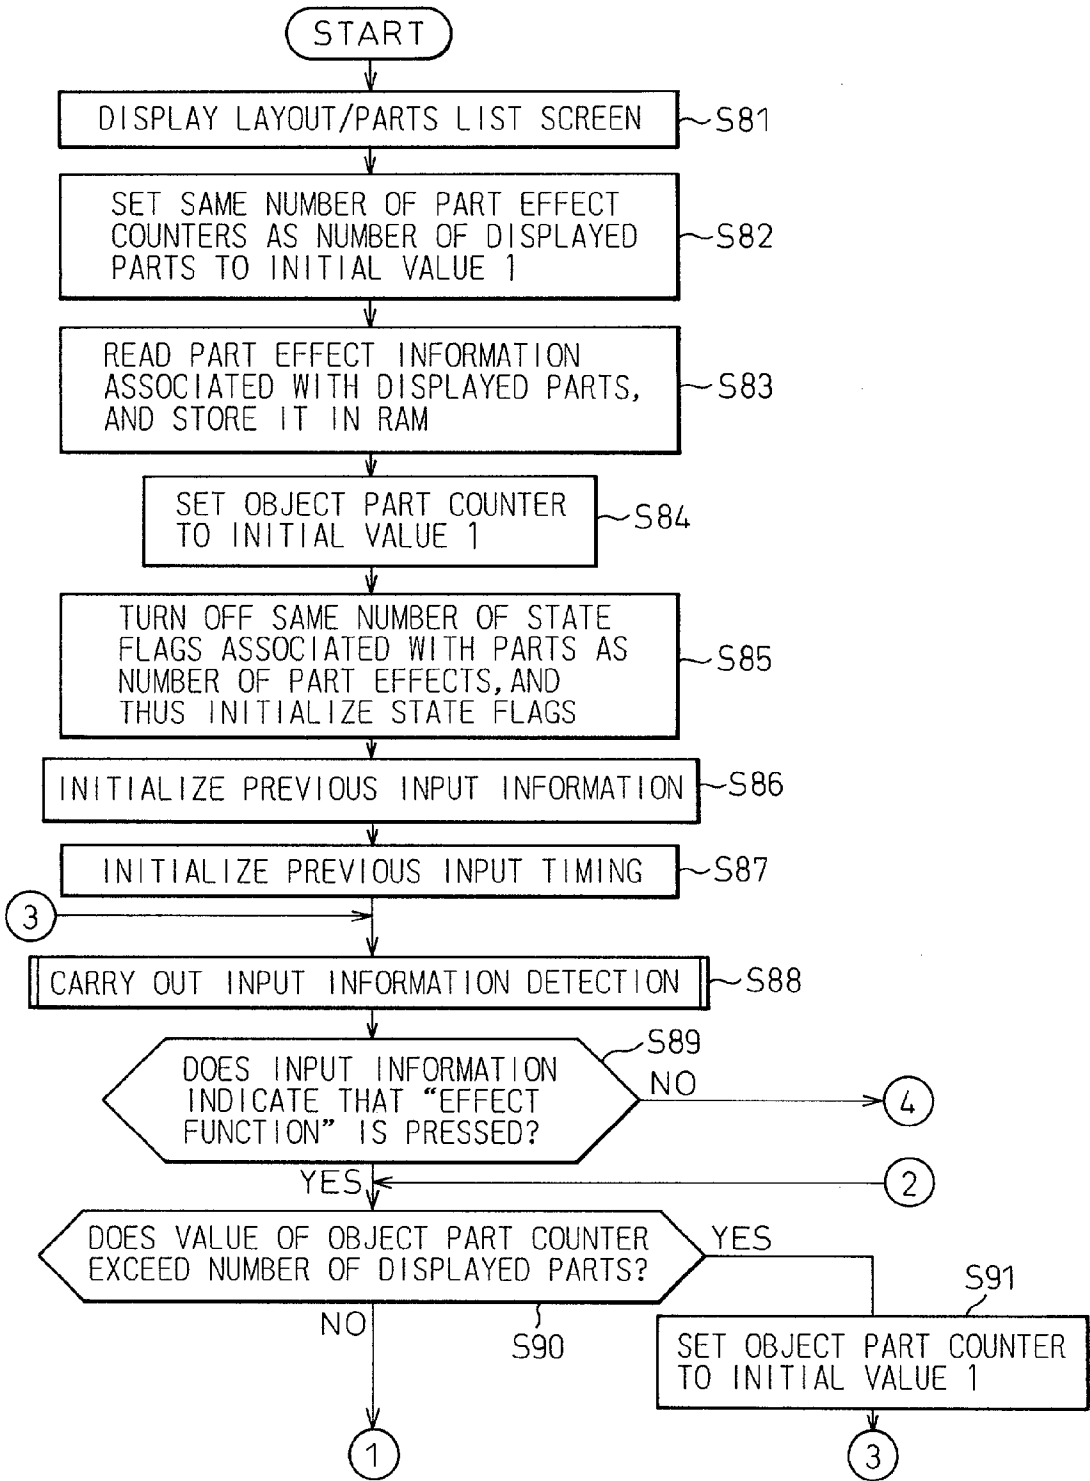 START
DISPLAY LAYOUT/PARTS LIST SCREEN
S81
SET SAME NUMBER OF PART EFFECT
COUNTERS AS NUMBER OF DISPLAYED
PARTS TO INITIAL VALUE 1
S82
READ PART EFFECT INFORMATION
ASSOCIATED WITH DISPLAYED PARTS,
AND STORE IT IN RAM
S83
SET OBJECT PART COUNTER
TO INITIAL VALUE 1
S84
TURN OFF SAME NUMBER OF STATE
FLAGS ASSOCIATED WITH PARTS AS
NUMBER OF PART EFFECTS, AND
THUS INITIALIZE STATE FLAGS
S85
INITIALIZE PREVIOUS INPUT INFORMATION
S86
INITIALIZE PREVIOUS INPUT TIMING
S87
3
CARRY OUT INPUT INFORMATION DETECTION
S88
S89
DOES INPUT INFORMATION
INDICATE THAT “EFFECT
FUNCTION” IS PRESSED?
NO
4
YES
2
DOES VALUE OF OBJECT PART COUNTER
EXCEED NUMBER OF DISPLAYED PARTS?
YES
S90
NO
S91
SET OBJECT PART COUNTER
TO INITIAL VALUE 1
1
3